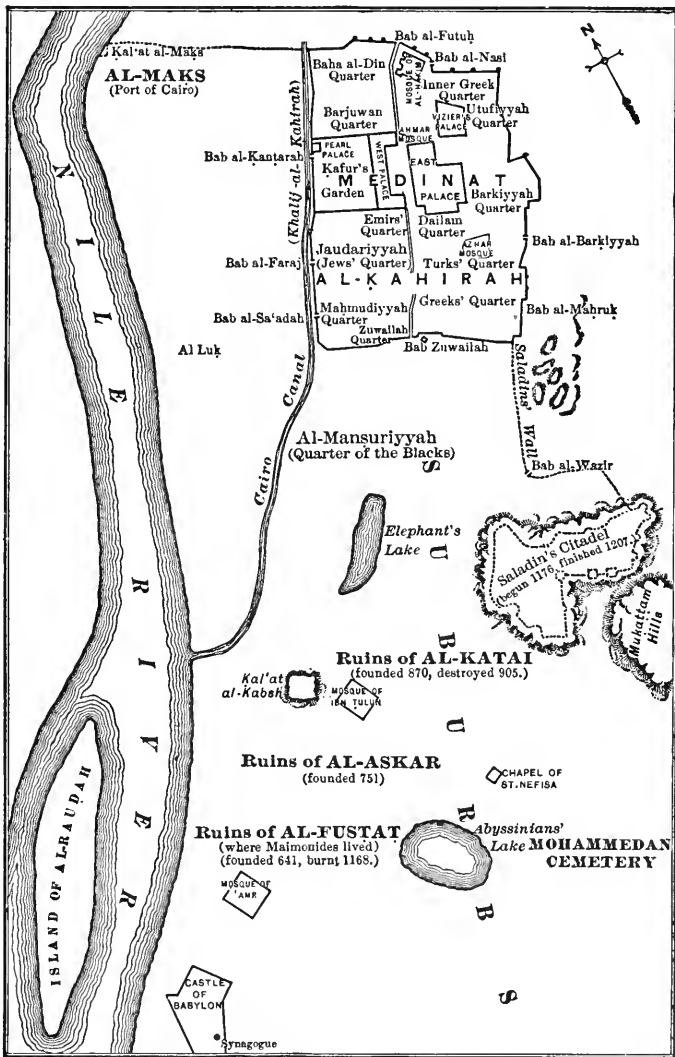 Kal'at al-Maks
AL-MAKS
(Port of Cairo)
Bab al-Futuḥ
Bab al-Nasi
N
Baha al-Din
Quarter
MOSQUE OF
AL-HAKIM
Inner Greek
Quarter
Utufiyyah
Quarter
VIZIER'S
PALACE
Barjuwan
Quarter
AHMAR
MOSQUE
(Khalij-al-Kahirah)
Bab al-Kanṭarah
PEARL
PALACE
WEST PALACE
EAST
PALACE
Kafur's
Garden
MEDINAT
Barkiyyah
Quarter
Emirs'
Quarter
Dailam
Quarter
Bab al-Barkiyyah
Bab al-Faraj
Jaudariyyah
(Jews' Quarter)
AZHAR
MOSQUE
Turks' Quarter
AL-KAHIRAH
Bab al-Sa'adah
Maḥmudiyyah
Quarter
Greeks' Quarter
Bab al-Maḥruḳ
Zuwailah
Quarter
Bab Zuwailah
Al Luḳ
Saladins' Wall
Cairo Canal
Al-Mansuriyyah
(Quarter of the Blacks)
Bab al-Wazir
Elephant's
Lake
Saladin's Citadel
(begun 1176, finished 1207.)
Mukattam
Hills
NILE RIVER
SUBURBS
Ruins of AL-KATAI
(founded 870, destroyed 905.)
Kal'at
al-Kabsh
MOSQUE OF
IBN TULUN
Ruins of AL-ASKAR
(founded 751)
CHAPEL OF
ST. NEFISA
ISLAND OF AL-RAUḌAH
Ruins of AL-FUSTAT
(where Maimonides lived)
(founded 641, burnt 1168.)
Abyssinians'
Lake
MOHAMMEDAN
CEMETERY
MOSQUE OF
'AMR
CASTLE
OF
BABYLON
Synagogue